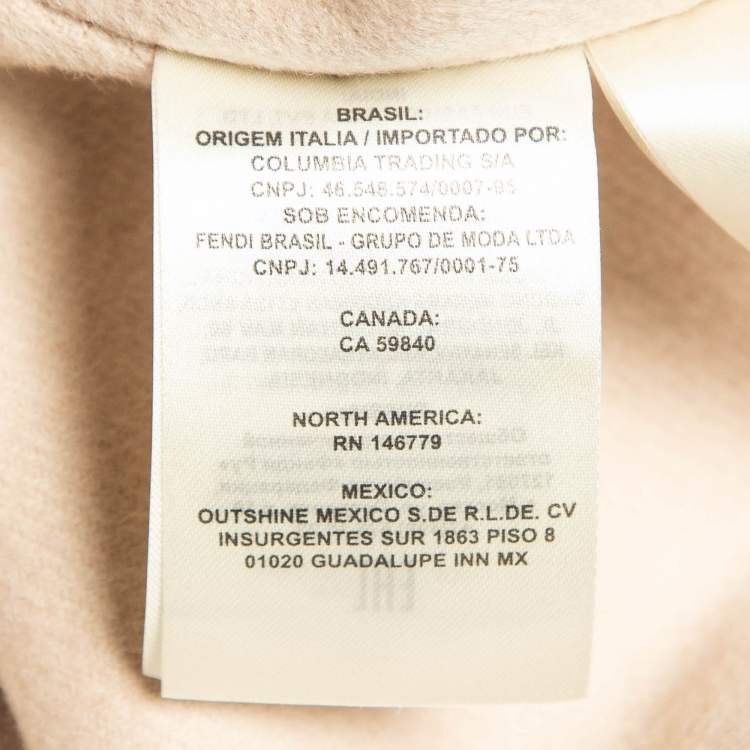 BRASIL:
ORIGEM ITALIA / IMPORTADO POR:
COLUMBIA TRADING S/A
CNPJ: 46.548.574/0007-95
SOB ENCOMENDA:
FENDI BRASIL - GRUPO DE MODA LTDA
CNPJ: 14.491.767/0001-75
CANADA:
CA 59840
NORTH AMERICA:
RN 146779
MEXICO:
OUTSHINE MEXICO S.DE R.L.DE. CV
INSURGENTES SUR 1863 PISO 8
01020 GUADALUPE INN MX